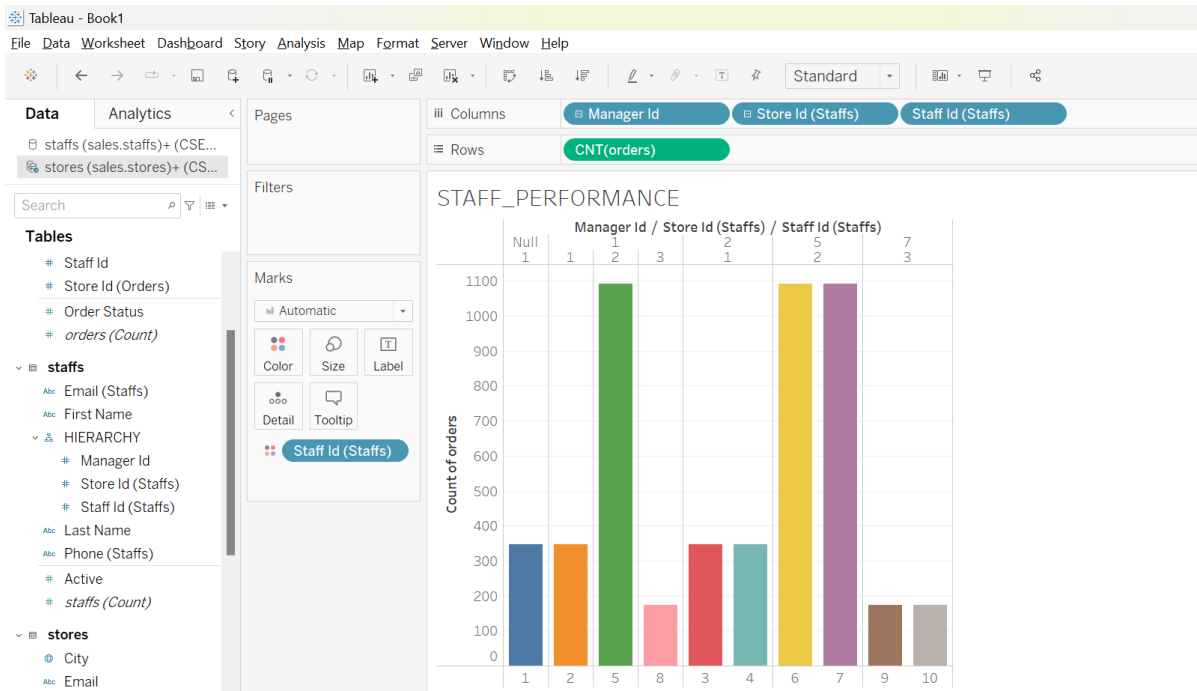 Tableau - Book1
File Data Worksheet Dashboard Story Analysis Map Format Server Window Help
T
Standard
Data
Analytics
staffs (sales.staffs)+ (CSE...
stores (sales.stores)+ (CS...
Search
Tables
# Staff Id
# Store Id (Orders)
# Order Status
# orders (Count)
staffs
Abc Email (Staffs)
Abc First Name
HIERARCHY
# Manager Id
# Store Id (Staffs)
# Staff Id (Staffs)
Abc Last Name
Abc Phone (Staffs)
# Active
# staffs (Count)
stores
City
Abc Email
Pages
Filters
Marks
Automatic
Color
Size
T
Label
Detail
Tooltip
Staff Id (Staffs)
Columns
Manager Id
Store Id (Staffs)
Staff Id (Staffs)
Rows
CNT(orders)
STAFF_PERFORMANCE
Manager Id / Store Id (Staffs) / Staff Id (Staffs)
Null 1 2 5 7
1 1 2 3 1 2 3
Count of orders
1100
1000
900
800
700
600
500
400
300
200
100
0
1 2 5 8 3 4 6 7 9 10